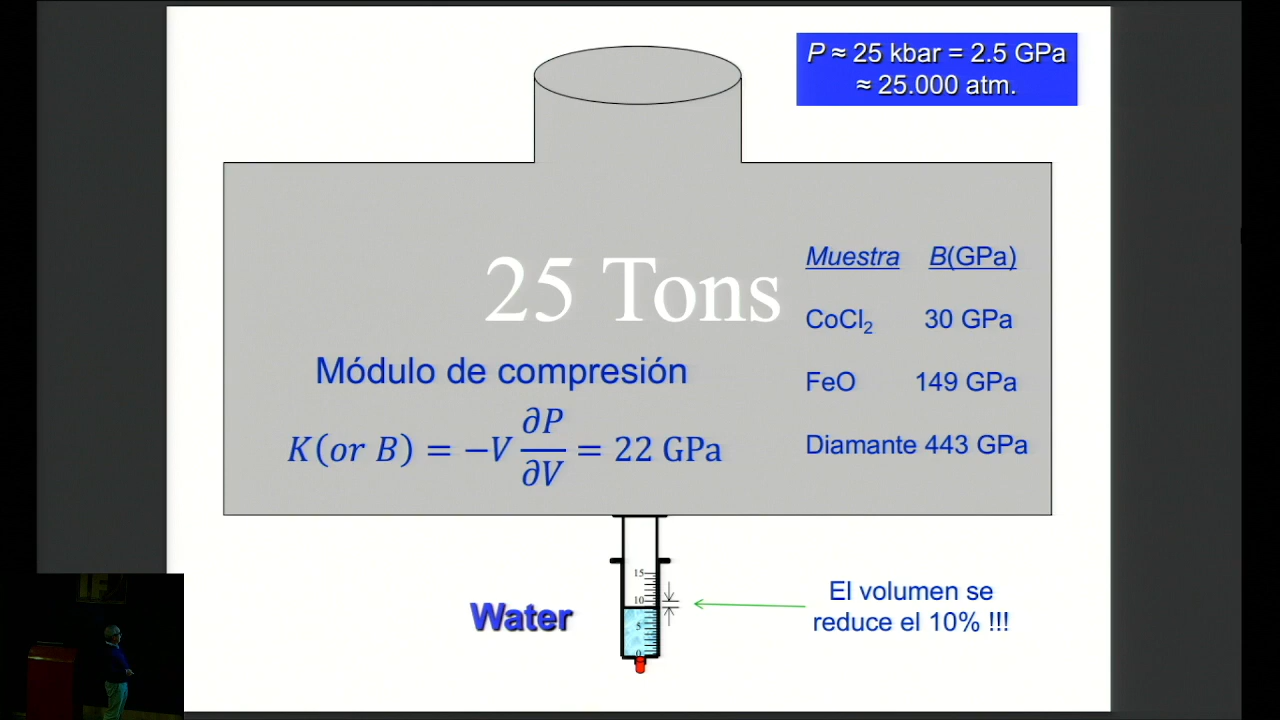 P ≈ 25 kbar = 2.5 GPa
≈ 25.000 atm.
25 Tons
Muestra B(GPa)
CoCl₂ 30 GPa
FeO 149 GPa
Diamante 443 GPa
Módulo de compresión
K(or B) = −V ∂P/∂V = 22 GPa
15
10
5
0
Water
El volumen se
reduce el 10% !!!